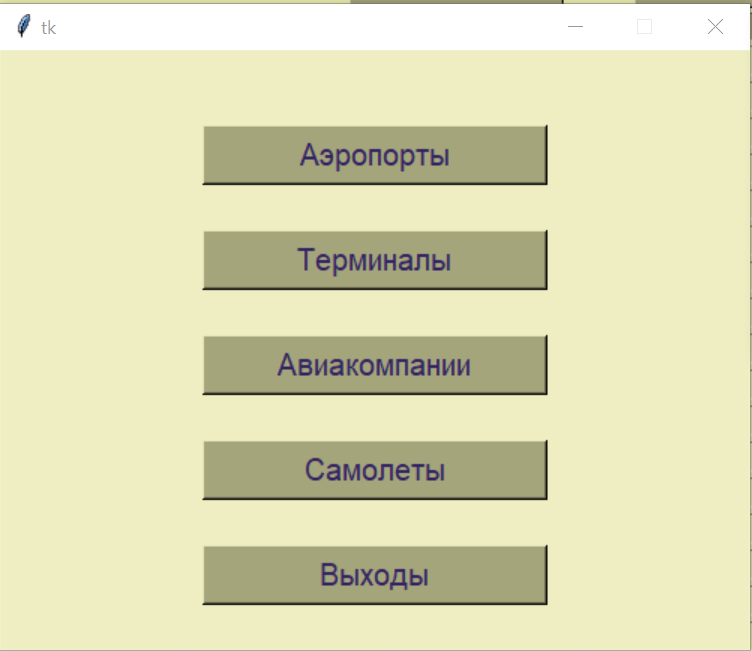 tk
Аэропорты
Терминалы
Авиакомпании
Самолеты
Выходы